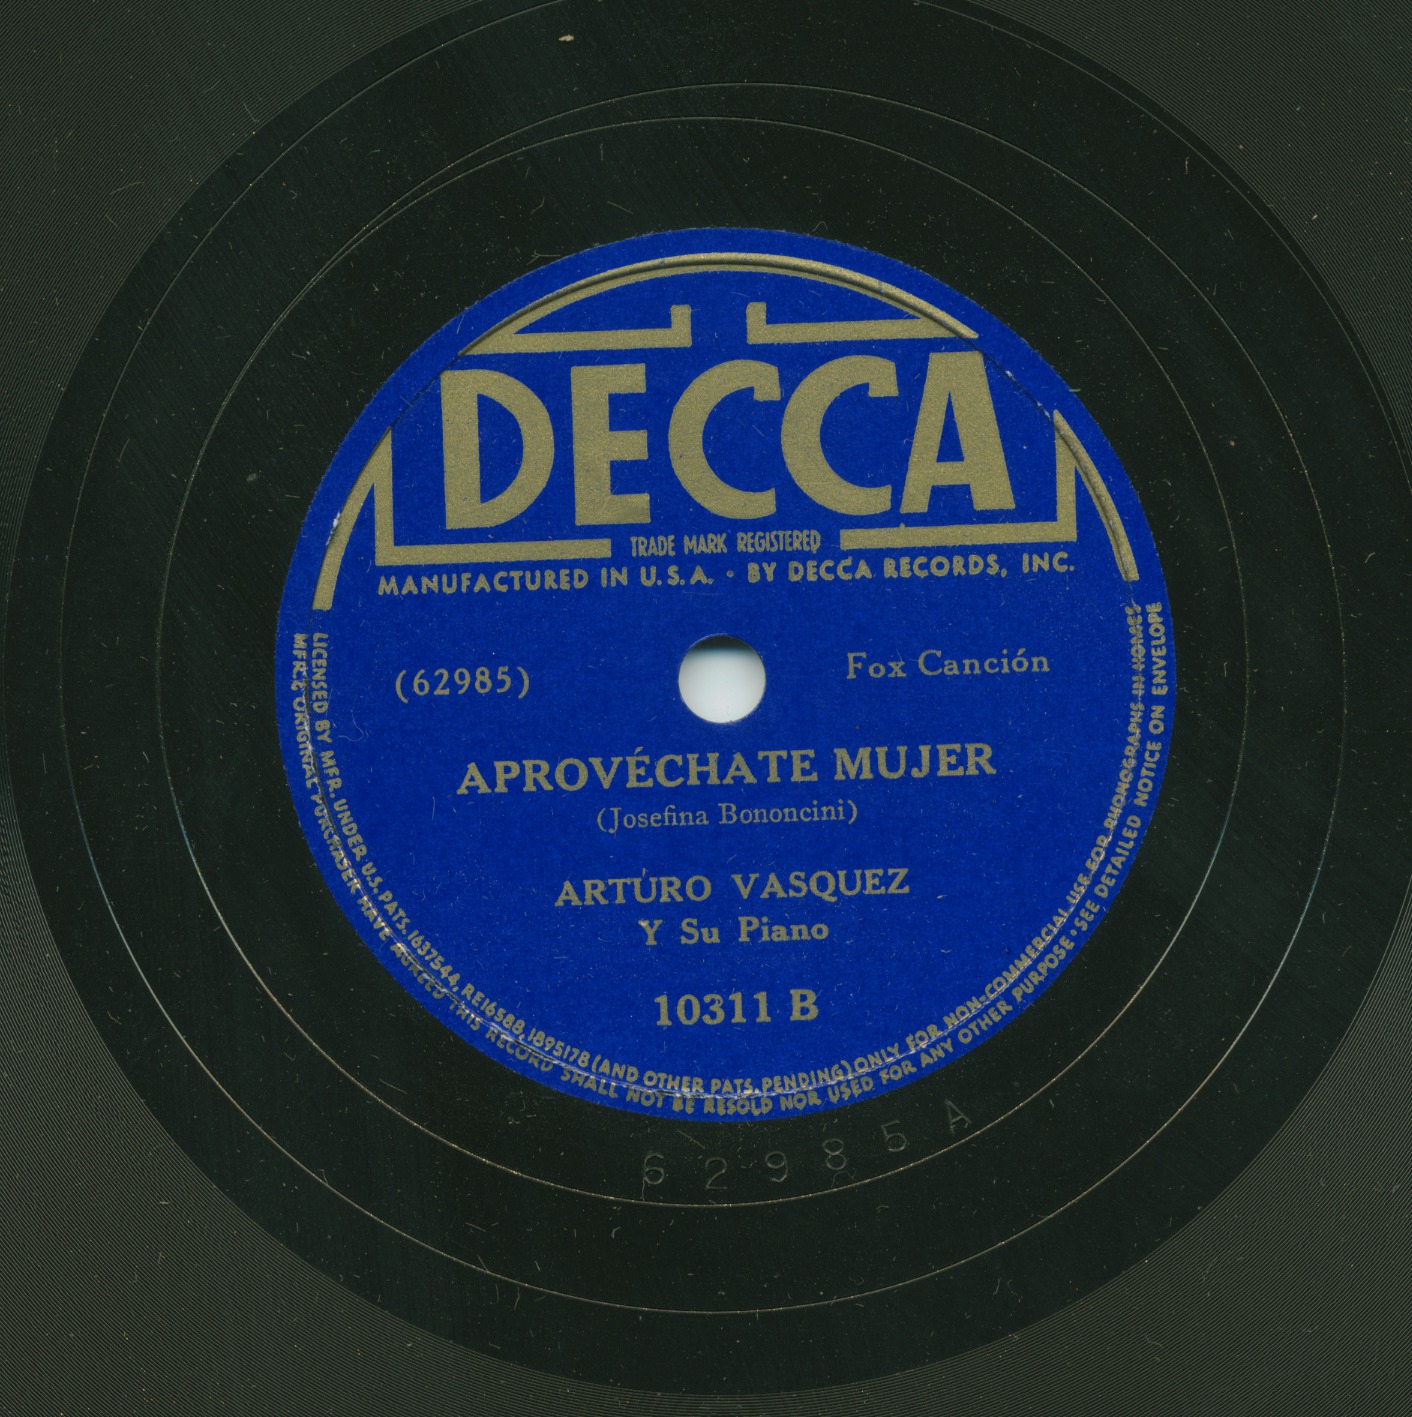 DECCA
TRADE MARK REGISTERED
MANUFACTURED IN U.S.A. · BY DECCA RECORDS, INC.
(62985)
Fox Canción
APROVÉCHATE MUJER
(Josefina Bononcini)
ARTÚRO VASQUEZ
Y Su Piano
10311 B
LICENSED BY MFR. UNDER U.S. PATS. 1637544, RE16588, 1895178 (AND OTHER PATS. PENDING) ONLY FOR NON-COMMERCIAL USE FOR PHONOGRAPHS IN HOMES
MFR. & ORIGINAL PURCHASER HAVE AGREED THIS RECORD SHALL NOT BE RESOLD NOR USED FOR ANY OTHER PURPOSE · SEE DETAILED NOTICE ON ENVELOPE
62985A